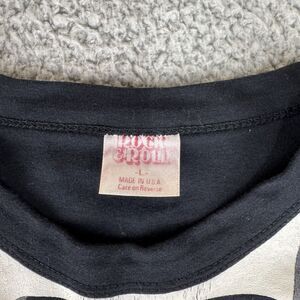 ROCK
& ROLL
- L -
MADE IN U.S.A.
Care on Reverse